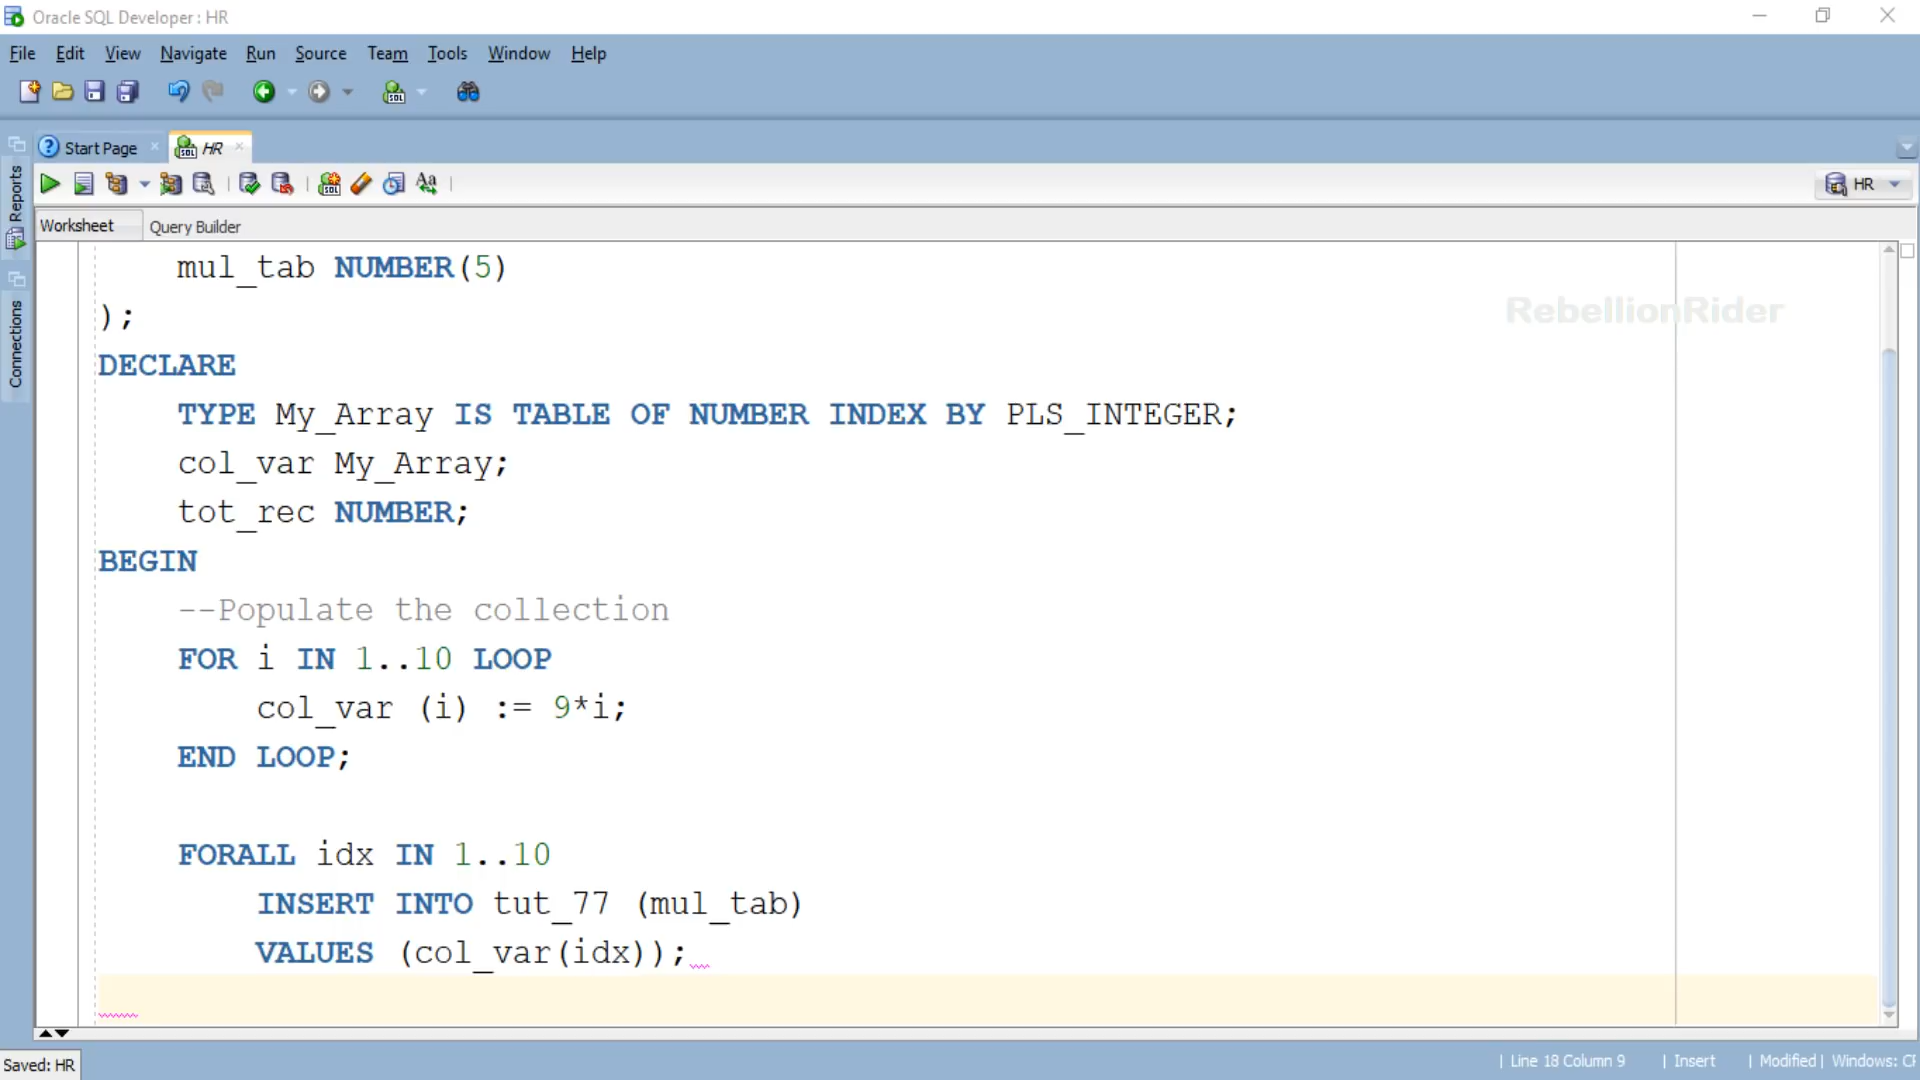 Oracle SQL Developer : HR
File Edit View Navigate Run Source Team Tools Window Help
Start Page HR
HR
Reports
Connections
Worksheet Query Builder
RebellionRider
mul_tab NUMBER(5)
);
DECLARE
TYPE My_Array IS TABLE OF NUMBER INDEX BY PLS_INTEGER;
col_var My_Array;
tot_rec NUMBER;
BEGIN
--Populate the collection
FOR i IN 1..10 LOOP
col_var (i) := 9*i;
END LOOP;
FORALL idx IN 1..10
INSERT INTO tut_77 (mul_tab)
VALUES (col_var(idx));
Saved: HR
| Line 18 Column 9 | Insert | Modified | Windows: C